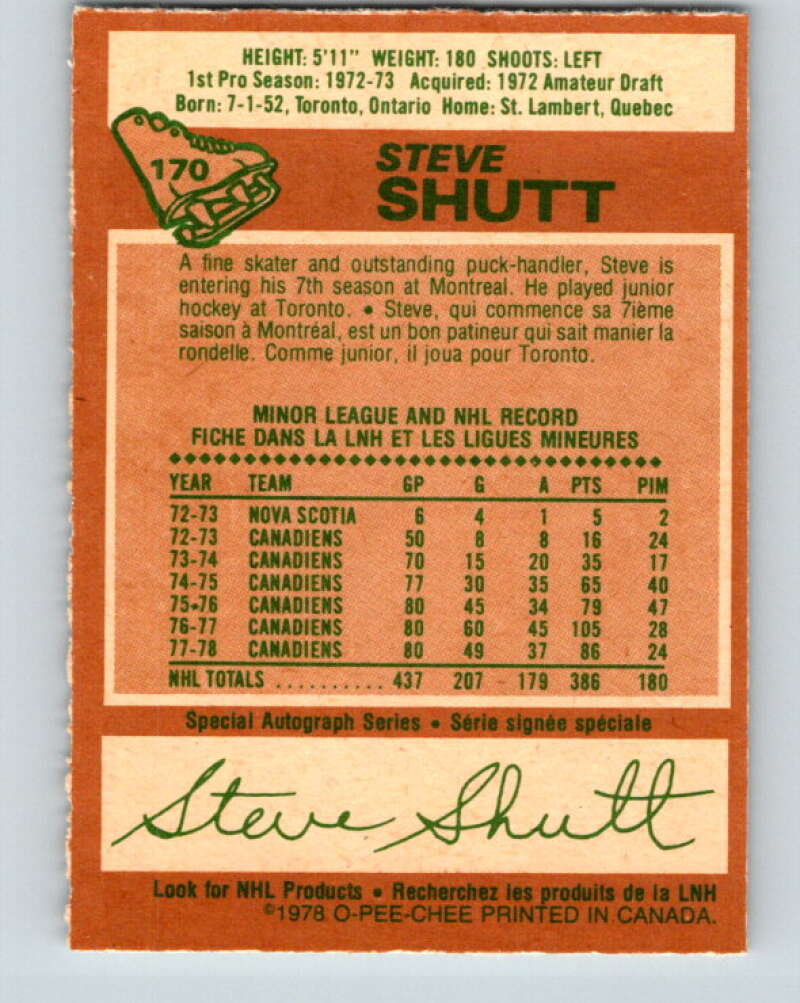 HEIGHT: 5'11" WEIGHT: 180 SHOOTS: LEFT
1st Pro Season: 1972-73 Acquired: 1972 Amateur Draft
Born: 7-1-52, Toronto, Ontario Home: St. Lambert, Quebec
170
STEVE
SHUTT
A fine skater and outstanding puck-handler, Steve is
entering his 7th season at Montreal. He played junior
hockey at Toronto. • Steve, qui commence sa 7ième
saison à Montréal, est un bon patineur qui sait manier la
rondelle. Comme junior, il joua pour Toronto.
MINOR LEAGUE AND NHL RECORD
FICHE DANS LA LNH ET LES LIGUES MINEURES
YEAR TEAM GP G A PTS PIM
72-73 NOVA SCOTIA 6 4 1 5 2
72-73 CANADIENS 50 8 8 16 24
73-74 CANADIENS 70 15 20 35 17
74-75 CANADIENS 77 30 35 65 40
75-76 CANADIENS 80 45 34 79 47
76-77 CANADIENS 80 60 45 105 28
77-78 CANADIENS 80 49 37 86 24
NHL TOTALS .......... 437 207 179 386 180
Special Autograph Series • Série signée spéciale
Steve Shutt
Look for NHL Products • Recherchez les produits de la LNH
©1978 O-PEE-CHEE PRINTED IN CANADA.